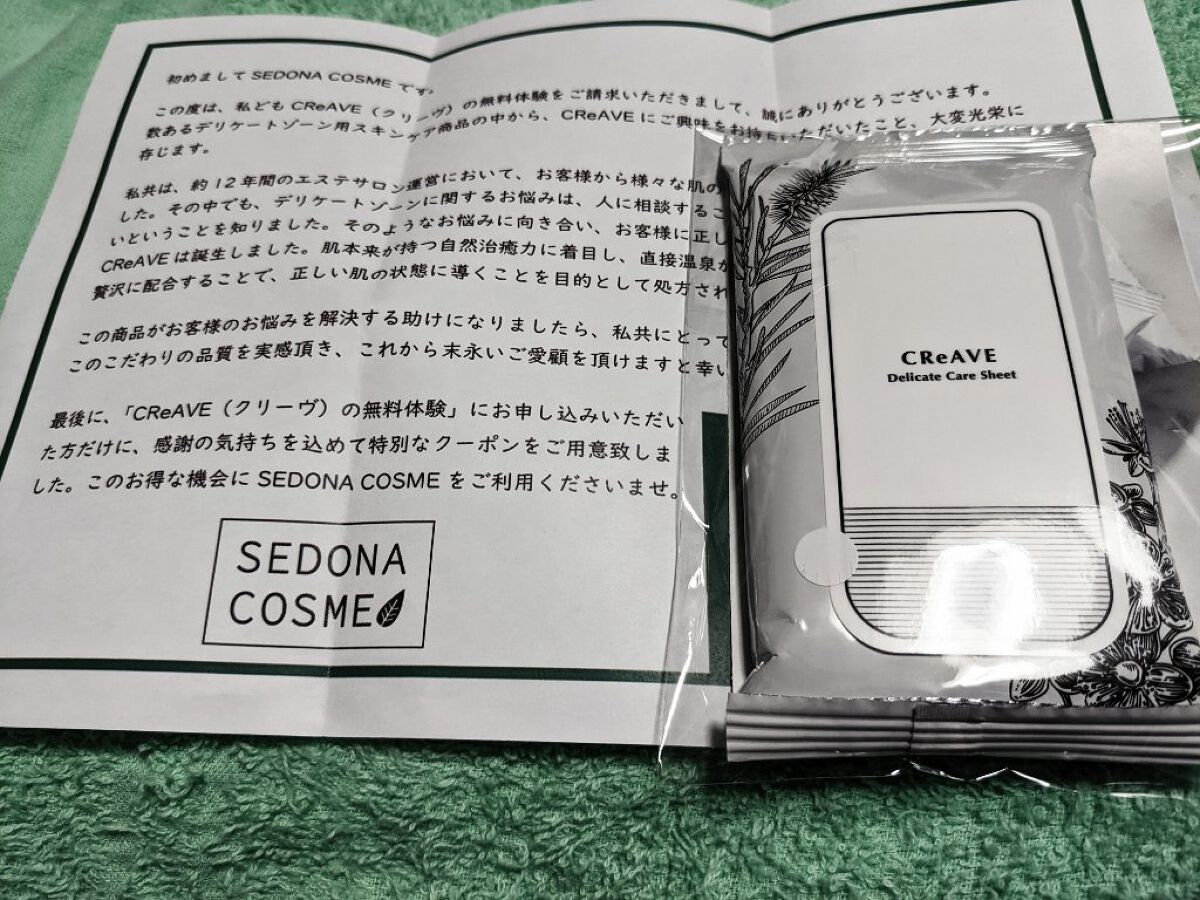 初めまして SEDONA COSME です。
この度は、私ども CReAVE（クリーヴ）の無料体験をご請求いただきまして、誠にありがとうございます。
数あるデリケートゾーン用スキンケア商品の中から、CReAVE にご興味をお持ちいただいたこと、大変光栄に
存じます。
私共は、約12年間のエステサロン運営において、お客様から様々な肌の
した。その中でも、デリケートゾーンに関するお悩みは、人に相談するこ
いということを知りました。そのようなお悩みに向き合い、お客様に正し
CReAVE は誕生しました。肌本来が持つ自然治癒力に着目し、直接温泉が
贅沢に配合することで、正しい肌の状態に導くことを目的として処方され
この商品がお客様のお悩みを解決する助けになりましたら、私共にとって
このこだわりの品質を実感頂き、これから末永いご愛顧を頂けますと幸い
最後に、「CReAVE（クリーヴ）の無料体験」にお申し込みいただい
た方だけに、感謝の気持ちを込めて特別なクーポンをご用意致しま
した。このお得な機会に SEDONA COSME をご利用くださいませ。
SEDONA
COSME
CReAVE
Delicate Care Sheet